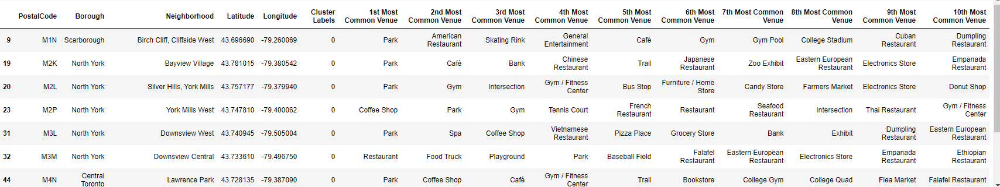 PostalCode Borough Neighborhood Latitude Longitude Cluster Labels 1st Most Common Venue 2nd Most Common Venue 3rd Most Common Venue 4th Most Common Venue 5th Most Common Venue 6th Most Common Venue 7th Most Common Venue 8th Most Common Venue 9th Most Common Venue 10th Most Common Venue
9 M1N Scarborough Birch Cliff, Cliffside West 43.696690 -79.260069 0 Park American Restaurant Skating Rink General Entertainment Café Gym Gym Pool College Stadium Cuban Restaurant Dumpling Restaurant
19 M2K North York Bayview Village 43.781015 -79.380542 0 Park Café Bank Chinese Restaurant Trail Japanese Restaurant Zoo Exhibit Eastern European Restaurant Electronics Store Empanada Restaurant
20 M2L North York Silver Hills, York Mills 43.757177 -79.379940 0 Park Gym Intersection Gym / Fitness Center Bus Stop Furniture / Home Store Candy Store Farmers Market Electronics Store Donut Shop
23 M2P North York York Mills West 43.747810 -79.400062 0 Coffee Shop Park Gym Tennis Court French Restaurant Restaurant Seafood Restaurant Intersection Thai Restaurant Gym / Fitness Center
31 M3L North York Downsview West 43.740945 -79.505004 0 Park Spa Coffee Shop Vietnamese Restaurant Pizza Place Grocery Store Bank Exhibit Dumpling Restaurant Eastern European Restaurant
32 M3M North York Downsview Central 43.733610 -79.496750 0 Restaurant Food Truck Playground Park Baseball Field Falafel Restaurant Eastern European Restaurant Electronics Store Empanada Restaurant Ethiopian Restaurant
44 M4N Central Toronto Lawrence Park 43.728135 -79.387090 0 Park Coffee Shop Café Gym / Fitness Center Trail Bookstore College Gym College Quad Flea Market Falafel Restaurant